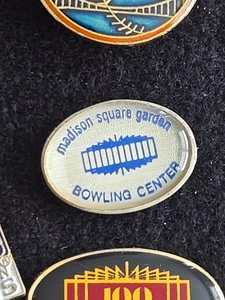 madison square garden
BOWLING CENTER
100